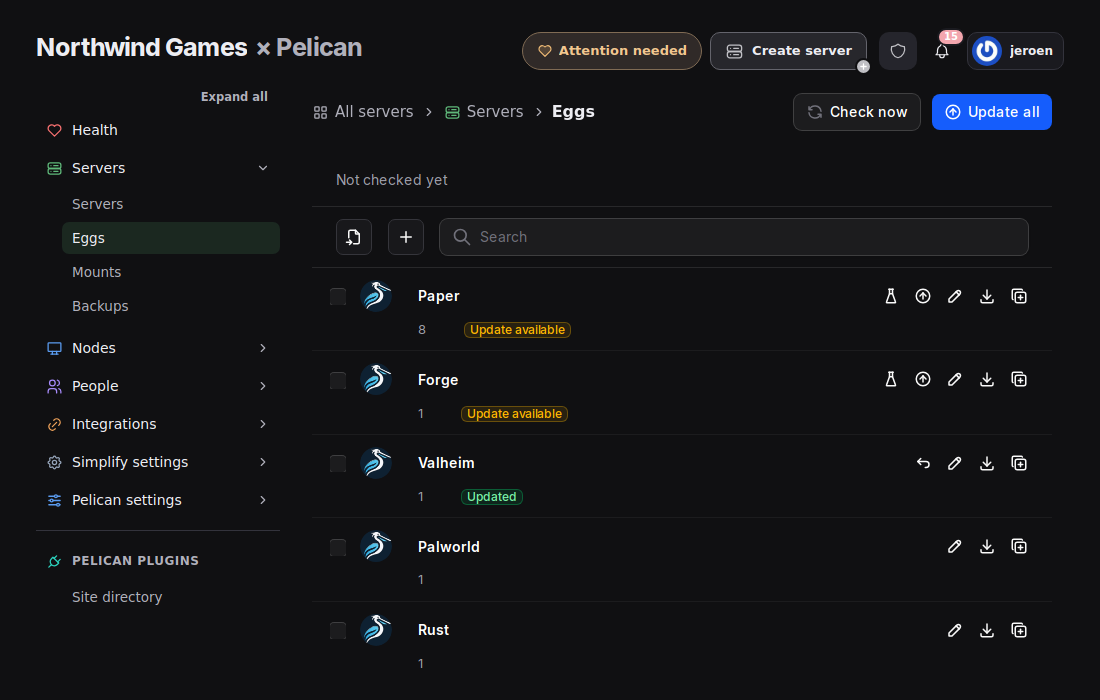 Northwind Games × Pelican
Attention needed
Create server
15
jeroen
Expand all
Health
Servers
Servers
Eggs
Mounts
Backups
Nodes
People
Integrations
Simplify settings
Pelican settings
PELICAN PLUGINS
Site directory
All servers > Servers > Eggs
Check now
Update all
Not checked yet
Search
Paper
8 Update available
Forge
1 Update available
Valheim
1 Updated
Palworld
1
Rust
1